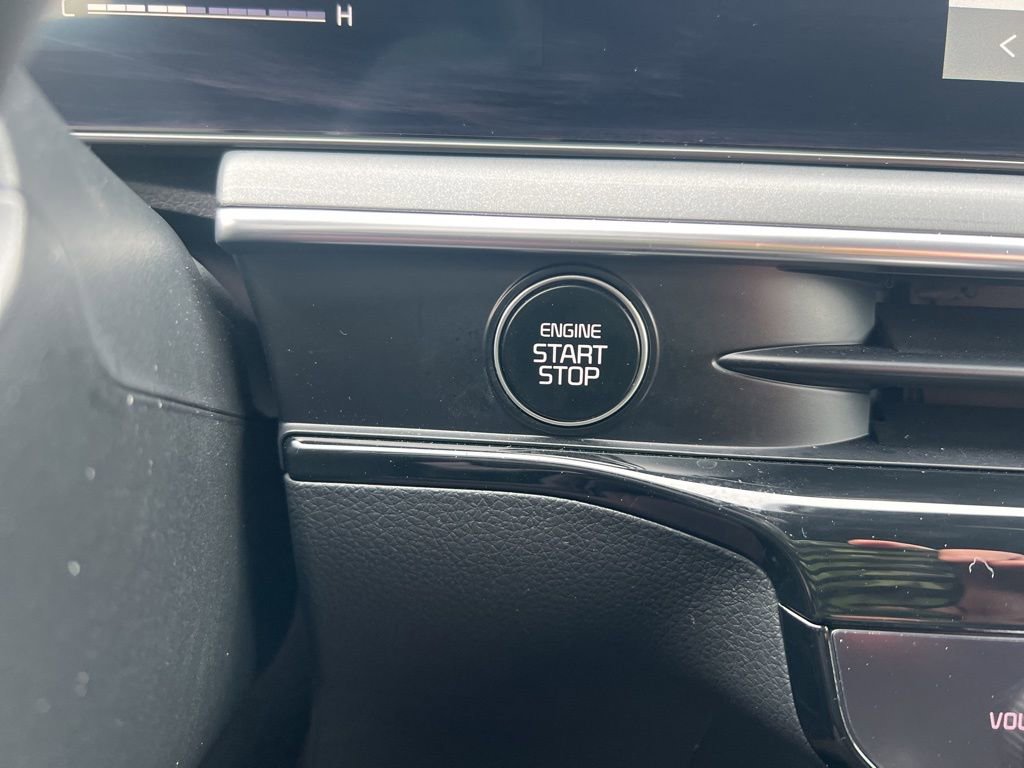 C H
<
ENGINE
START
STOP
VOL